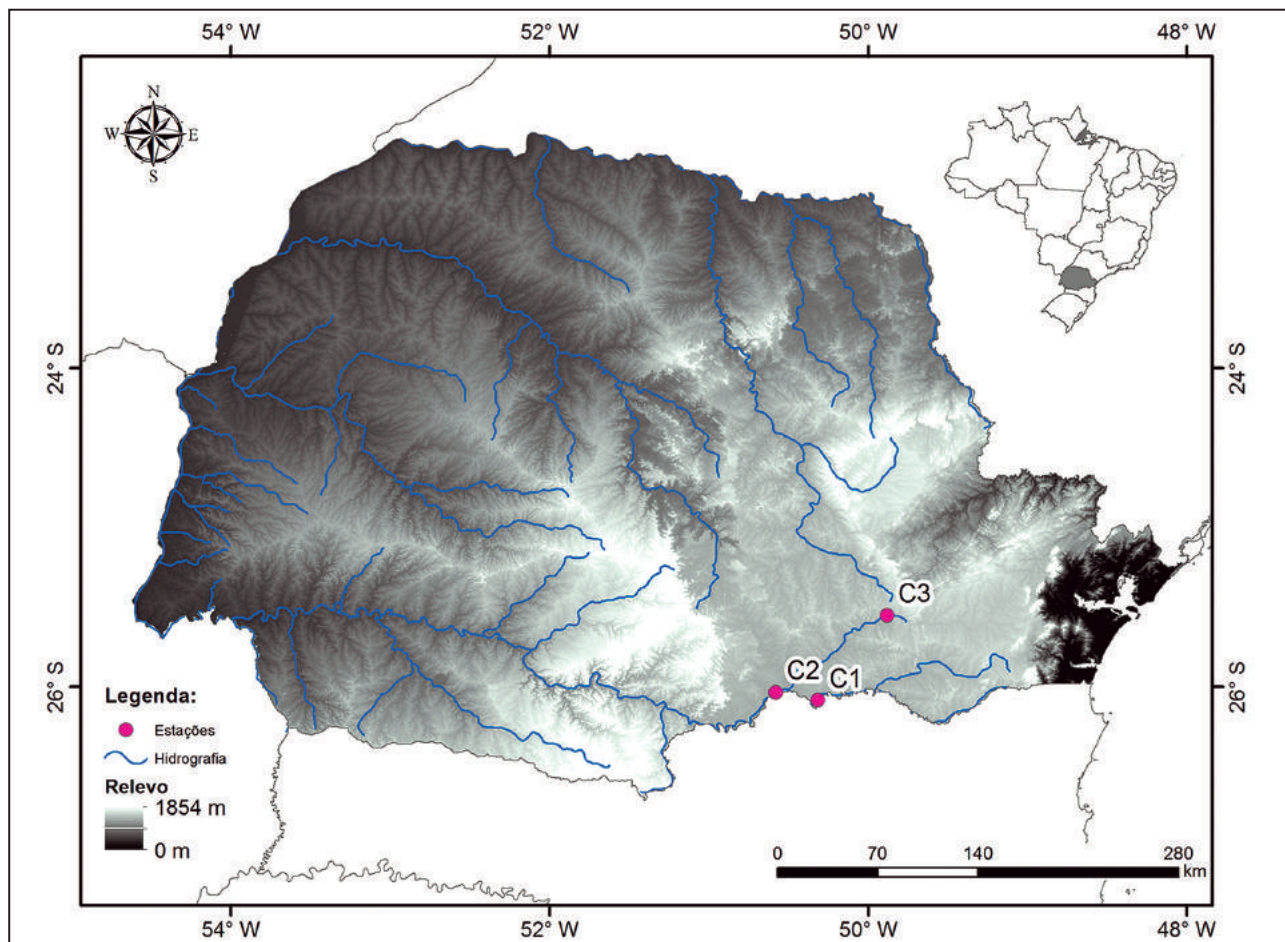 54° W 52° W 50° W 48° W
N
W E
S
24° S 24° S
C3
C2 C1
26° S 26° S
Legenda:
Estações
Hidrografia
Relevo
1854 m
0 m
0 70 140 280
km
54° W 52° W 50° W 48° W